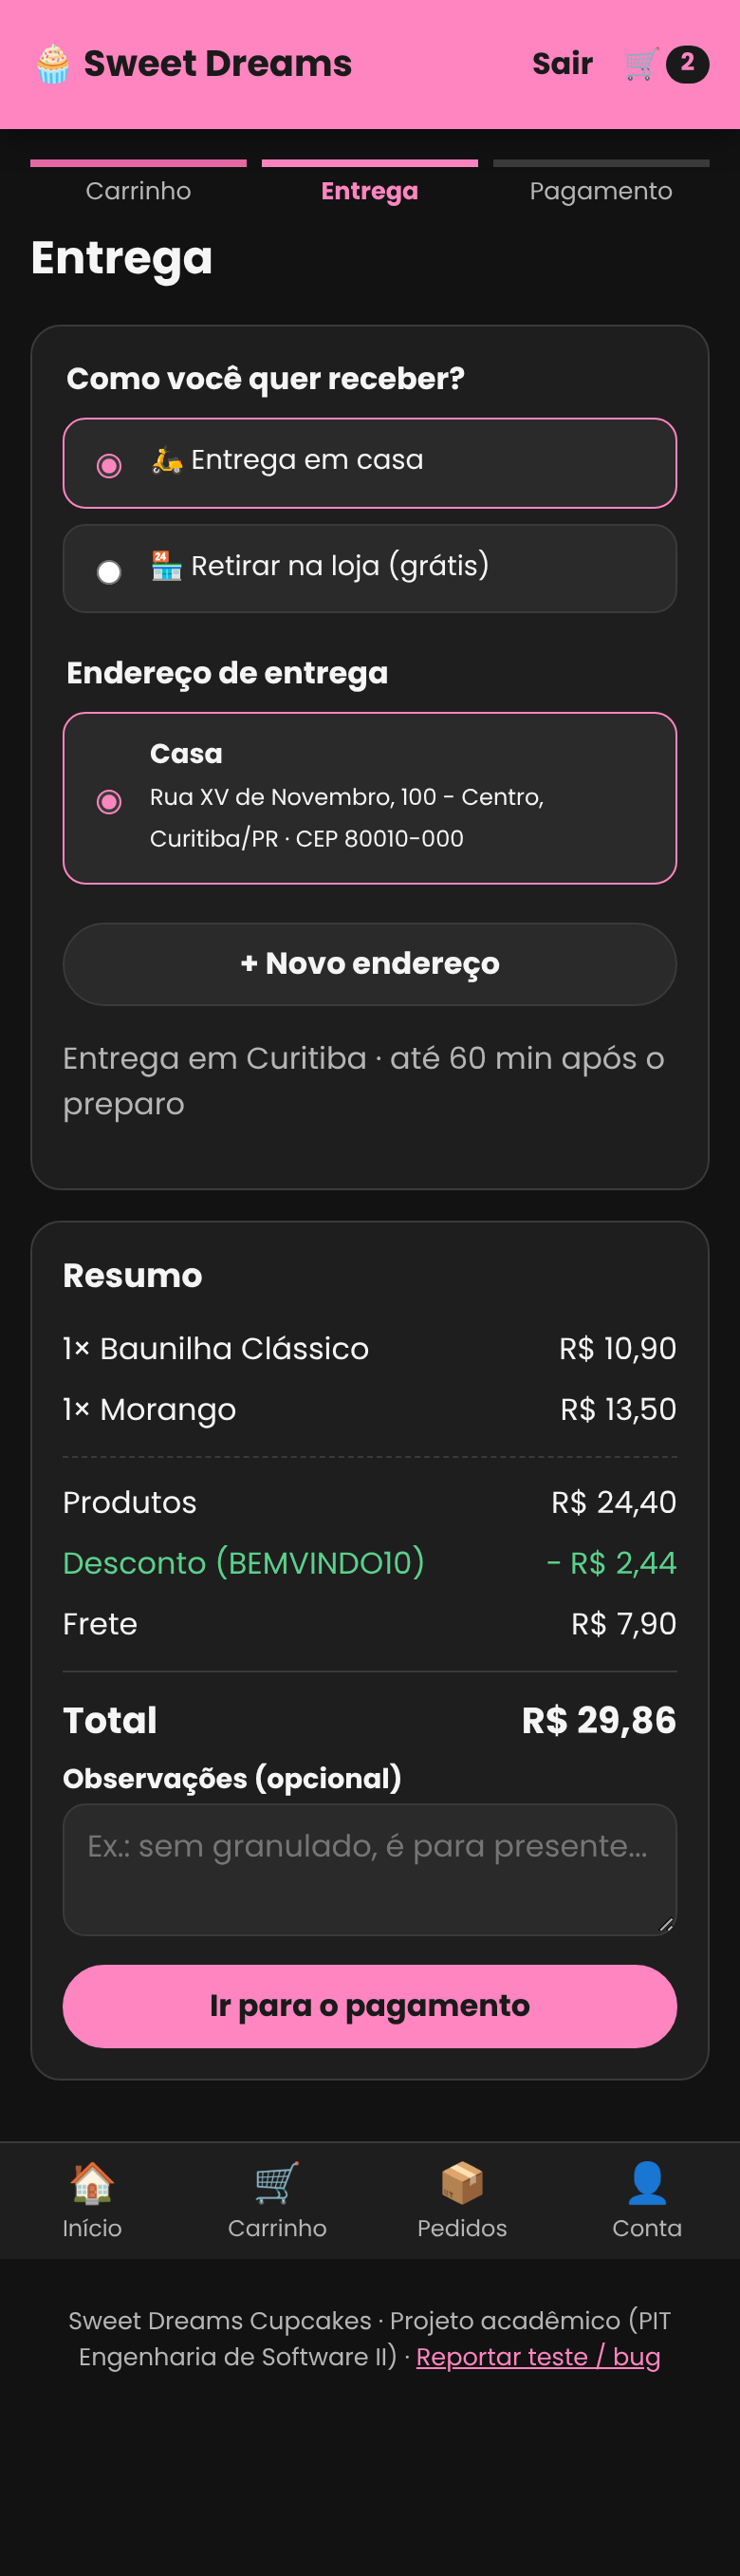 Sweet Dreams
Sair
2
Carrinho
Entrega
Pagamento
Entrega
Como você quer receber?
Entrega em casa
Retirar na loja (grátis)
Endereço de entrega
Casa
Rua XV de Novembro, 100 - Centro,
Curitiba/PR · CEP 80010-000
+ Novo endereço
Entrega em Curitiba · até 60 min após o
preparo
Resumo
1× Baunilha Clássico R$ 10,90
1× Morango R$ 13,50
Produtos R$ 24,40
Desconto (BEMVINDO10) - R$ 2,44
Frete R$ 7,90
Total R$ 29,86
Observações (opcional)
Ex.: sem granulado, é para presente...
Ir para o pagamento
Início
Carrinho
Pedidos
Conta
Sweet Dreams Cupcakes · Projeto acadêmico (PIT
Engenharia de Software II) · Reportar teste / bug